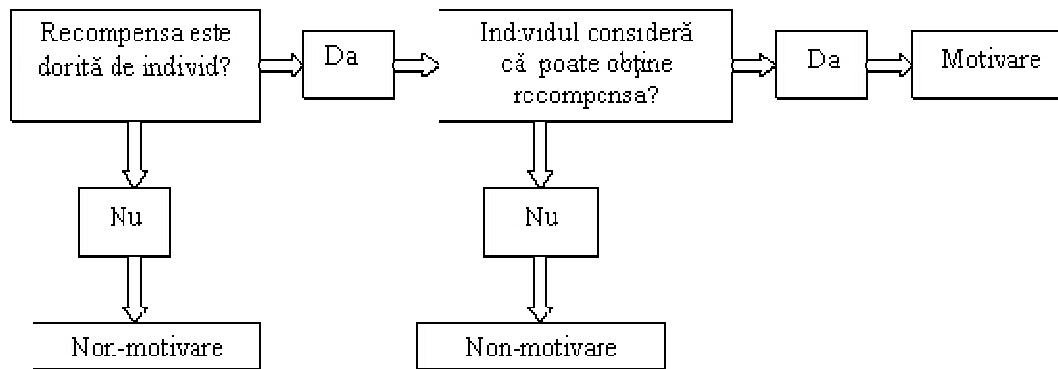 Recompensa este
dorită de individ?
Da
Individul consideră
că poate obţine
recompensa?
Da
Motivare
Nu
Nu
Non-motivare
Non-motivare